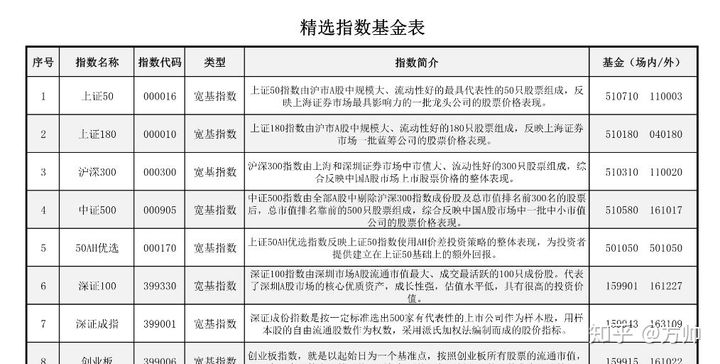 精选指数基金表
序号 指数名称 指数代码 类型 指数简介 基金（场内/外）
1 上证50 000016 宽基指数 上证50指数由沪市A股中规模大、流动性好的最具代表性的50只股票组成，反 510710 110003
映上海证券市场最具影响力的一批龙头公司的股票价格表现。
2 上证180 000010 宽基指数 上证180指数由沪市A股中规模大、流动性好的180只股票组成，反映上海证券 510180 040180
市场一批蓝筹公司的股票价格表现。
3 沪深300 000300 宽基指数 沪深300指数由上海和深圳证券市场中市值大、流动性好的300只股票组成，综 510310 110020
合反映中国A股市场上市股票价格的整体表现。
4 中证500 000905 宽基指数 中证500指数由全部A股中剔除沪深300指数成份股及总市值排名前300名的股票 510580 161017
后，总市值排名靠前的500只股票组成，综合反映中国A股市场中一批中小市值
公司的股票价格表现。
5 50AH优选 000170 宽基指数 上证50AH优选指数反映上证50指数使用AH价差投资策略的整体表现，为投资者 501050 501050
提供建立在上证50基础上的额外回报。
6 深证100 399330 宽基指数 深证100指数由深圳市场A股流通市值最大、成交最活跃的100只成份股。代表 159901 161227
了深圳A股市场的核心优质资产，成长性强，估值水平低，具有很高的投资价
值。
7 深证成指 399001 宽基指数 深证成份指数是按一定标准选出500家有代表性的上市公司作为样本股，用样 159943 163109
本股的自由流通股数作为权数，采用派氏加权法编制而成的股价指标。
8 创业板 399006 宽基指数 创业板指数，就是以起始日为一个基准点，按照创业板所有股票的流通市值， 159915 161022
知乎 @万帅